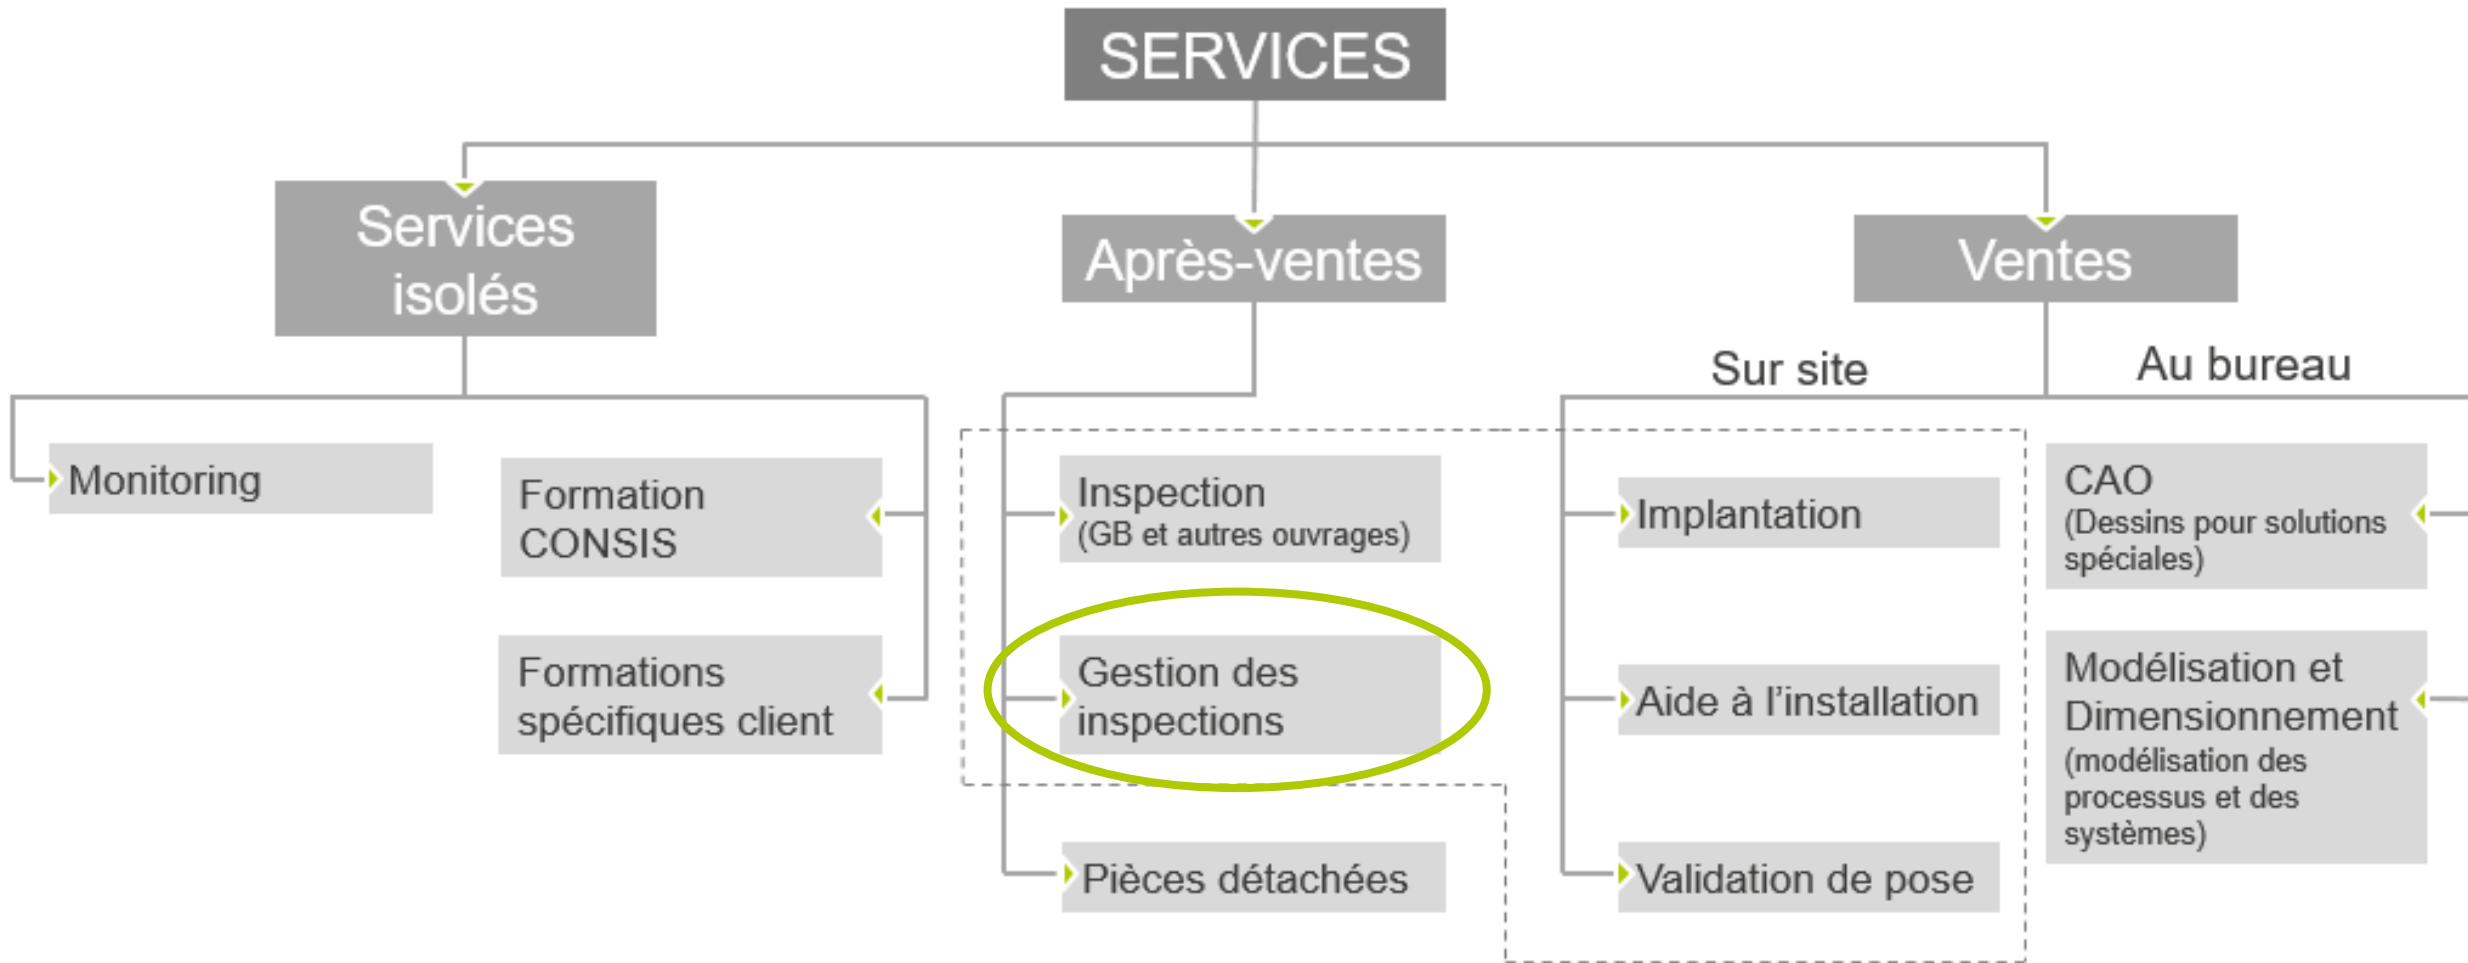 SERVICES
Services
isolés
Après-ventes
Ventes
Sur site
Au bureau
Monitoring
Formation
CONSIS
Formations
spécifiques client
Inspection
(GB et autres ouvrages)
Gestion des
inspections
Pièces détachées
Implantation
Aide à l'installation
Validation de pose
CAO
(Dessins pour solutions
spéciales)
Modélisation et
Dimensionnement
(modélisation des
processus et des
systèmes)